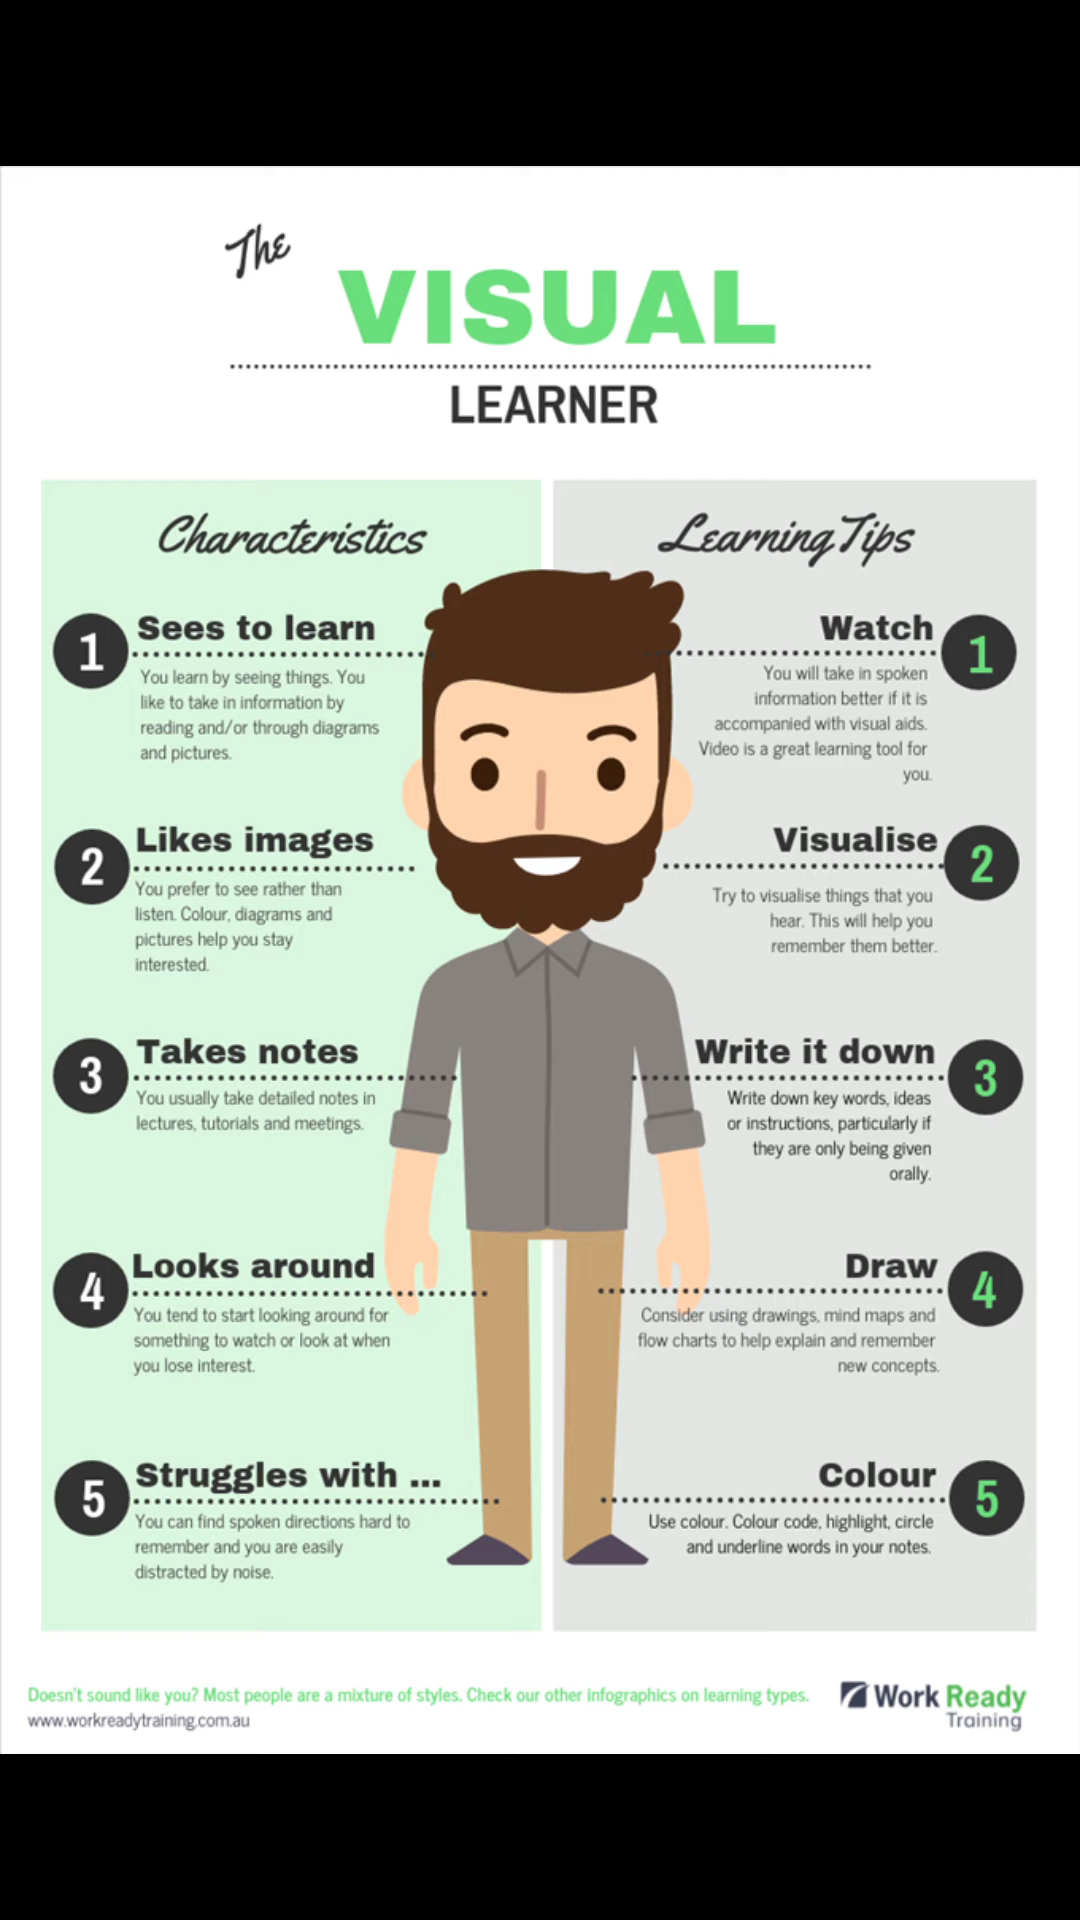 The
VISUAL
LEARNER
Characteristics
1
Sees to learn
You learn by seeing things. You
like to take in information by
reading and/or through diagrams
and pictures.
2
Likes images
You prefer to see rather than
listen. Colour, diagrams and
pictures help you stay
interested.
3
Takes notes
You usually take detailed notes in
lectures, tutorials and meetings.
4
Looks around
You tend to start looking around for
something to watch or look at when
you lose interest.
5
Struggles with ...
You can find spoken directions hard to
remember and you are easily
distracted by noise.
Learning Tips
Watch
1
You will take in spoken
information better if it is
accompanied with visual aids.
Video is a great learning tool for
you.
Visualise
2
Try to visualise things that you
hear. This will help you
remember them better.
Write it down
3
Write down key words, ideas
or instructions, particularly if
they are only being given
orally.
Draw
4
Consider using drawings, mind maps and
flow charts to help explain and remember
new concepts.
Colour
5
Use colour. Colour code, highlight, circle
and underline words in your notes.
Doesn't sound like you? Most people are a mixture of styles. Check our other infographics on learning types.
www.workreadytraining.com.au
Work Ready
Training